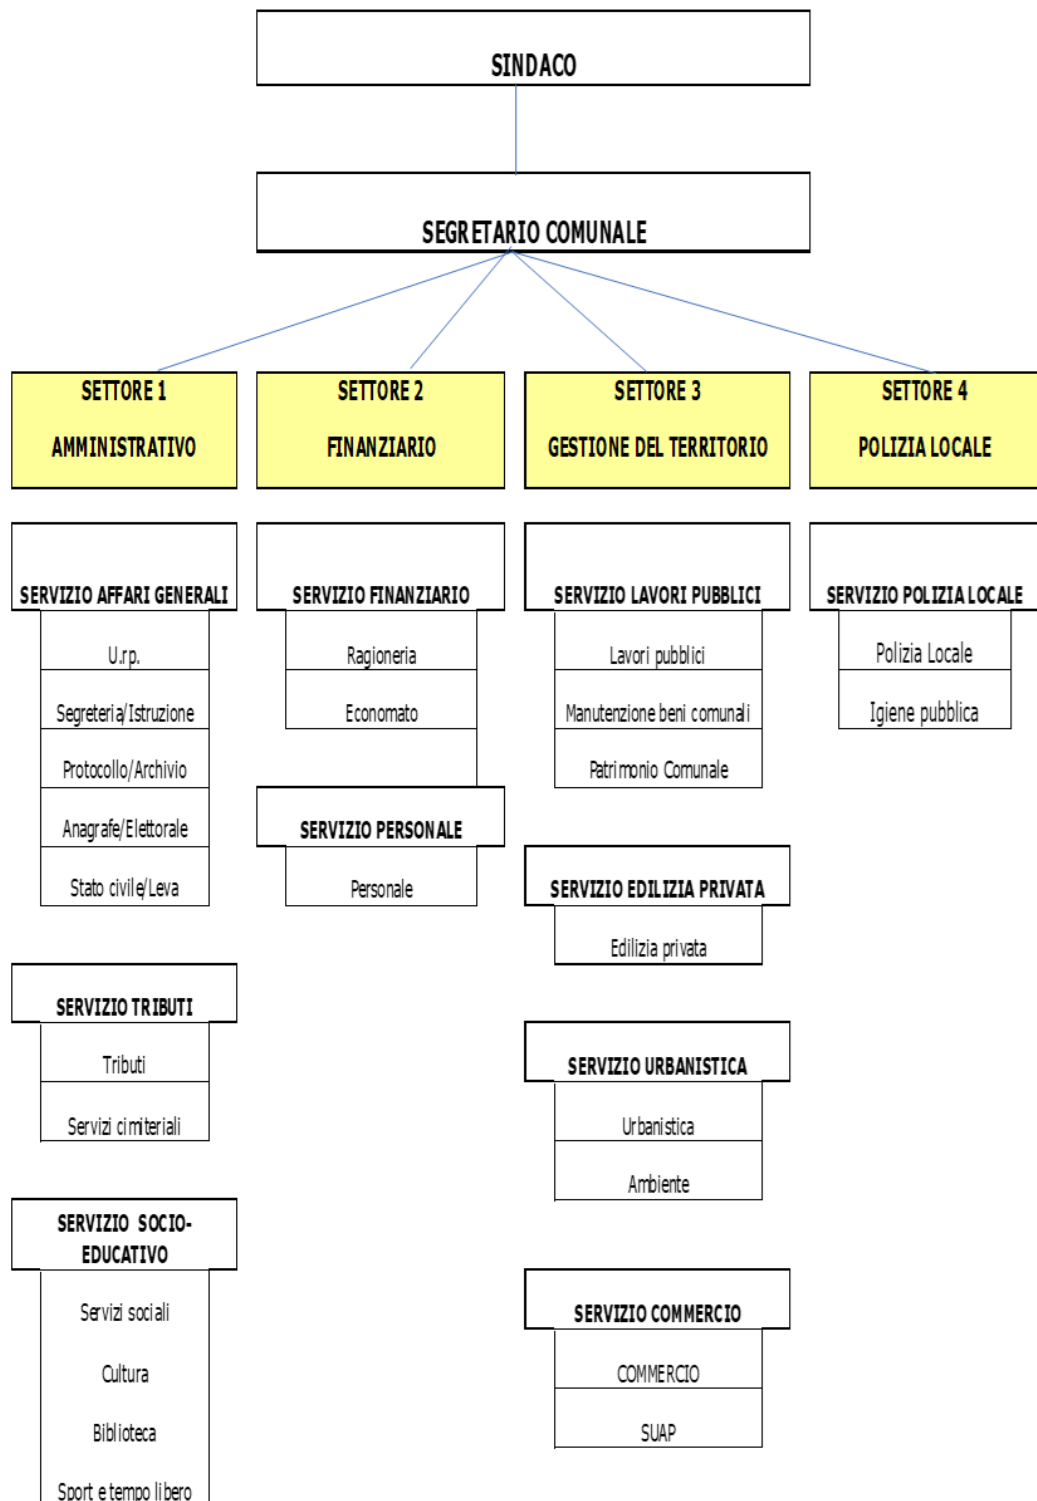 SINDACO
SEGRETARIO COMUNALE
SETTORE 1
AMMINISTRATIVO
SETTORE 2
FINANZIARIO
SETTORE 3
GESTIONE DEL TERRITORIO
SETTORE 4
POLIZIA LOCALE
SERVIZIO AFFARI GENERALI
U.rp.
Segreteria/Istruzione
Protocollo/Archivio
Anagrafe/Elettorale
Stato civile/Leva
SERVIZIO TRIBUTI
Tributi
Servizi cimiteriali
SERVIZIO SOCIO-
EDUCATIVO
Servizi sociali
Cultura
Biblioteca
Sport e tempo libero
SERVIZIO FINANZIARIO
Ragioneria
Economato
SERVIZIO PERSONALE
Personale
SERVIZIO LAVORI PUBBLICI
Lavori pubblici
Manutenzione beni comunali
Patrimonio Comunale
SERVIZIO EDILIZIA PRIVATA
Edilizia privata
SERVIZIO URBANISTICA
Urbanistica
Ambiente
SERVIZIO COMMERCIO
COMMERCIO
SUAP
SERVIZIO POLIZIA LOCALE
Polizia Locale
Igiene pubblica